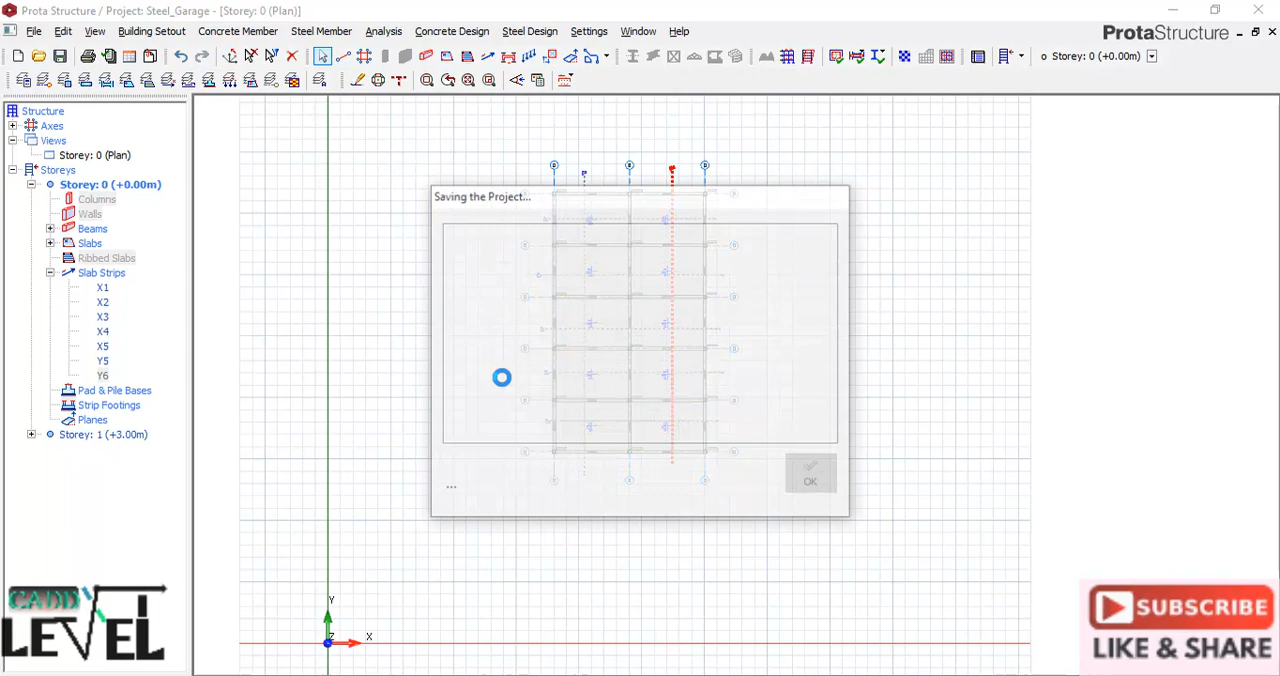 Prota Structure / Project: Steel_Garage - [Storey: 0 (Plan)]
File Edit View Building Setout Concrete Member Steel Member Analysis Concrete Design Steel Design Settings Window Help
ProtaStructure
Storey: 0 (+0.00m)
Structure
Axes
Views
Storey: 0 (Plan)
Storeys
Storey: 0 (+0.00m)
Columns
Walls
Beams
Slabs
Ribbed Slabs
Slab Strips
X1
X2
X3
X4
X5
Y5
Y6
Pad & Pile Bases
Strip Footings
Planes
Storey: 1 (+3.00m)
Saving the Project...
...
OK
Y
Z
X
CADD
LEVEL
SUBSCRIBE
LIKE & SHARE